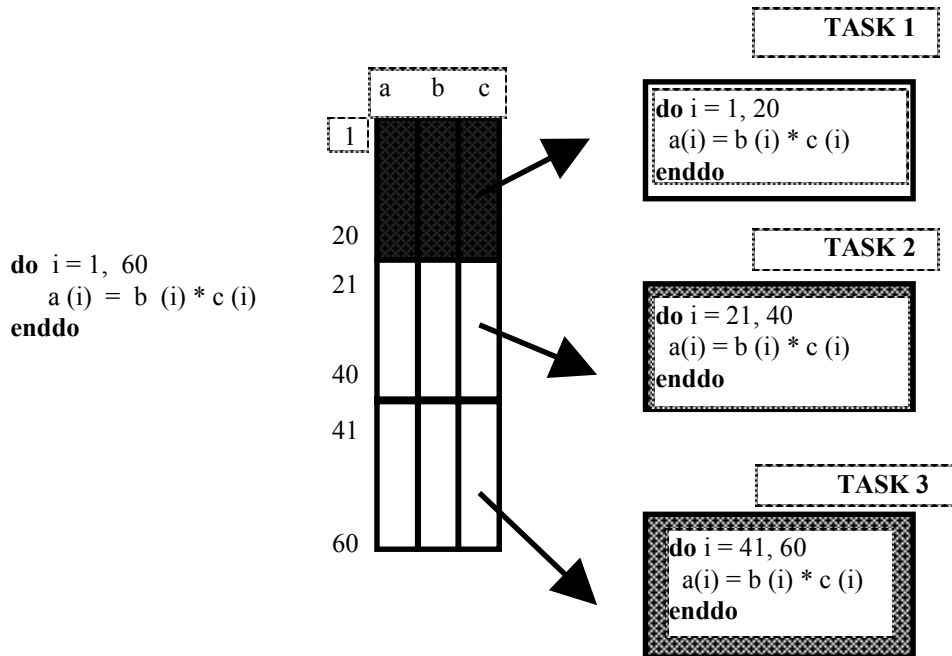 do i = 1, 60
a (i) = b (i) * c (i)
enddo
a b c
1
20
21
40
41
60
TASK 1
do i = 1, 20
a(i) = b (i) * c (i)
enddo
TASK 2
do i = 21, 40
a(i) = b (i) * c (i)
enddo
TASK 3
do i = 41, 60
a(i) = b (i) * c (i)
enddo